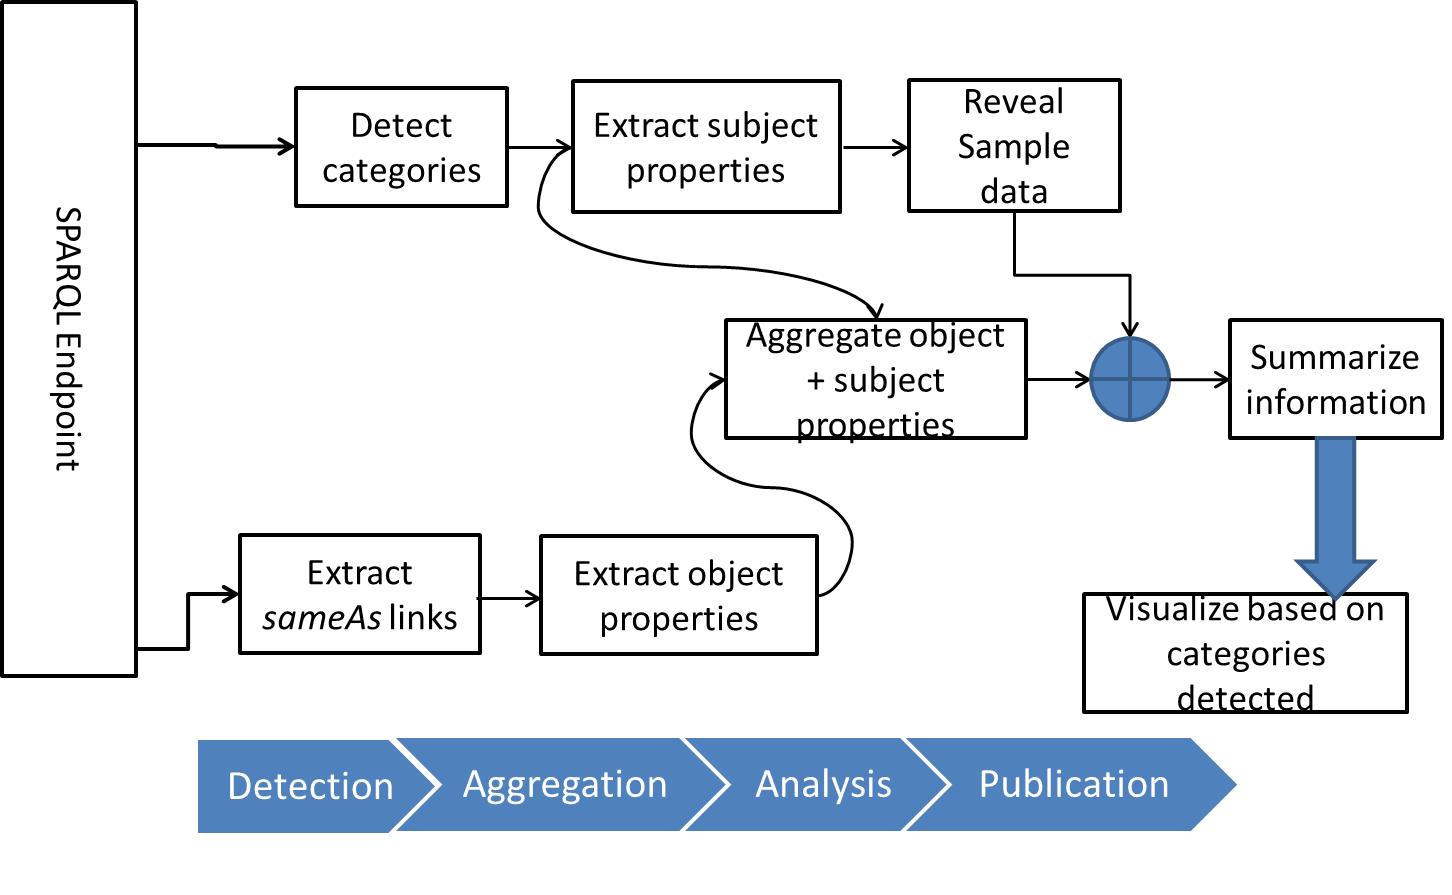 SPARQL Endpoint
Detect
categories
Extract subject
properties
Reveal
Sample
data
Aggregate object
+ subject
properties
Summarize
information
Extract
sameAs links
Extract object
properties
Visualize based on
categories
detected
Detection
Aggregation
Analysis
Publication